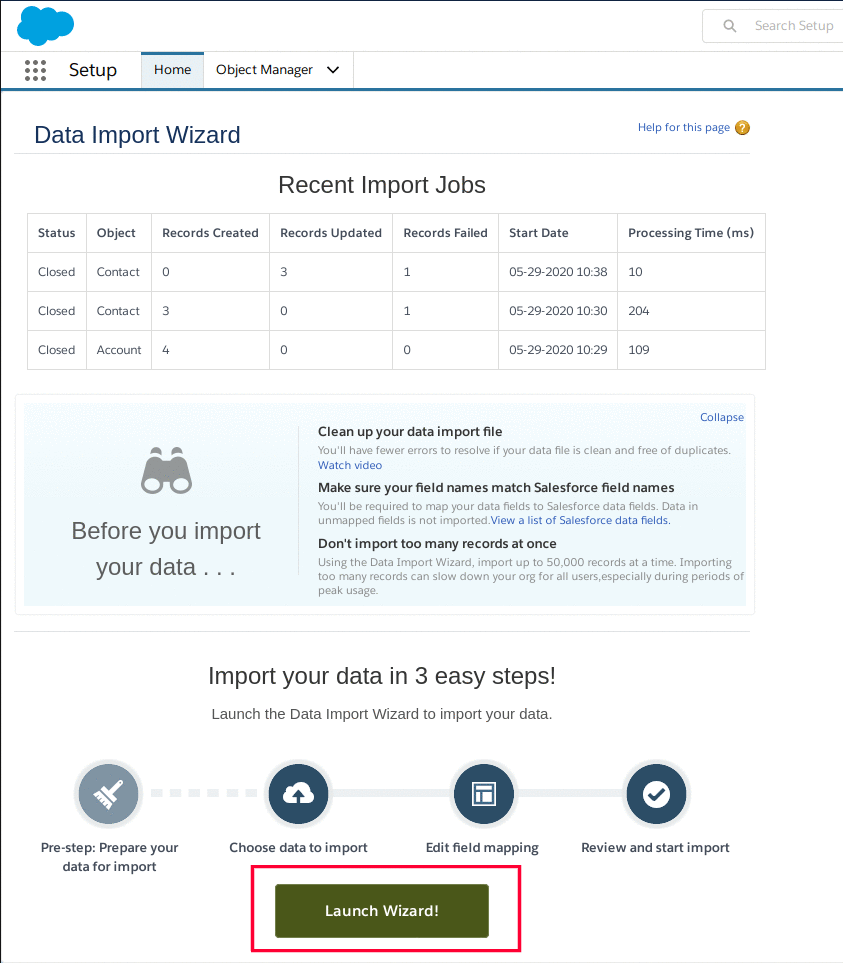 Search Setup
Setup
Home
Object Manager
Data Import Wizard
Help for this page ?
Recent Import Jobs
Status Object Records Created Records Updated Records Failed Start Date Processing Time (ms)
Closed Contact 0 3 1 05-29-2020 10:38 10
Closed Contact 3 0 1 05-29-2020 10:30 204
Closed Account 4 0 0 05-29-2020 10:29 109
Collapse
Before you import
your data . . .
Clean up your data import file
You'll have fewer errors to resolve if your data file is clean and free of duplicates.
Watch video
Make sure your field names match Salesforce field names
You'll be required to map your data fields to Salesforce data fields. Data in
unmapped fields is not imported.View a list of Salesforce data fields.
Don't import too many records at once
Using the Data Import Wizard, import up to 50,000 records at a time. Importing
too many records can slow down your org for all users,especially during periods of
peak usage.
Import your data in 3 easy steps!
Launch the Data Import Wizard to import your data.
Pre-step: Prepare your
data for import
Choose data to import
Edit field mapping
Review and start import
Launch Wizard!